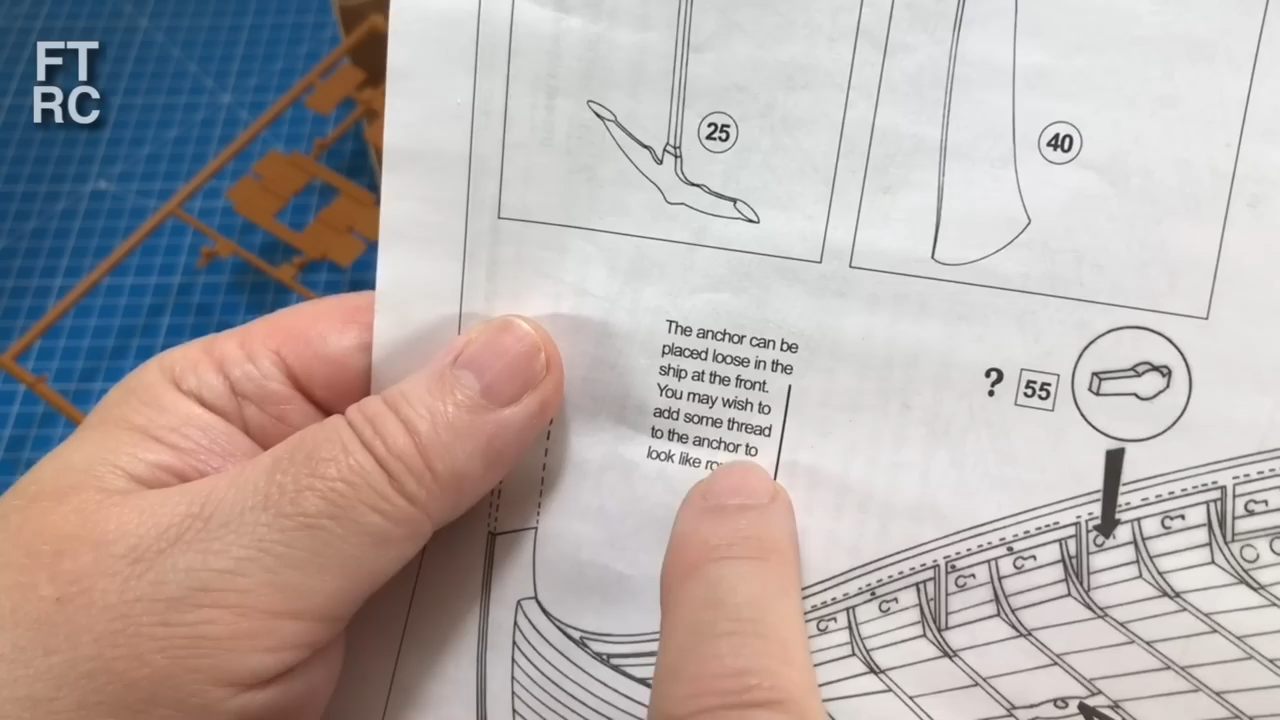 FT
RC
25
40
The anchor can be
placed loose in the
ship at the front.
You may wish to
add some thread
to the anchor to
look like
? 55